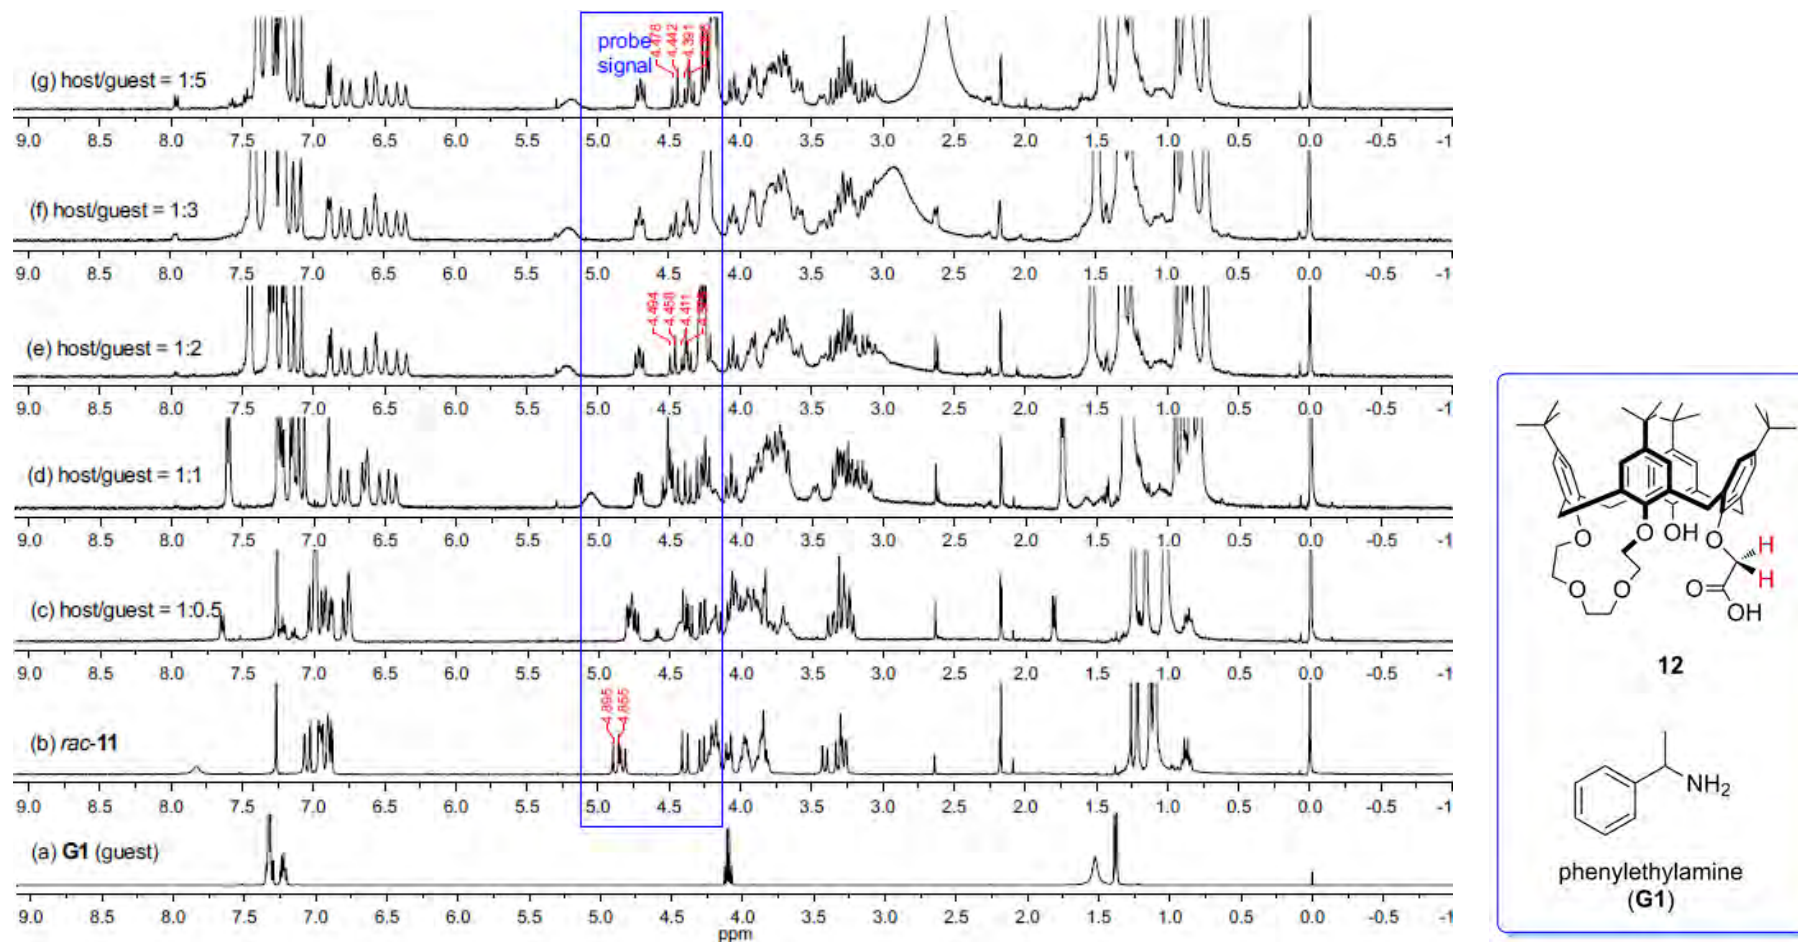 probe
signal
4.478
4.442
4.391
(g) host/guest = 1:5
9.0 8.5 8.0 7.5 7.0 6.5 6.0 5.5 5.0 4.5 4.0 3.5 3.0 2.5 2.0 1.5 1.0 0.5 0.0 -0.5 -1
(f) host/guest = 1:3
9.0 8.5 8.0 7.5 7.0 6.5 6.0 5.5 5.0 4.5 4.0 3.5 3.0 2.5 2.0 1.5 1.0 0.5 0.0 -0.5 -1
4.494
4.458
4.411
(e) host/guest = 1:2
9.0 8.5 8.0 7.5 7.0 6.5 6.0 5.5 5.0 4.5 4.0 3.5 3.0 2.5 2.0 1.5 1.0 0.5 0.0 -0.5 -1
(d) host/guest = 1:1
9.0 8.5 8.0 7.5 7.0 6.5 6.0 5.5 5.0 4.5 4.0 3.5 3.0 2.5 2.0 1.5 1.0 0.5 0.0 -0.5 -1
(c) host/guest = 1:0.5
9.0 8.5 8.0 7.5 7.0 6.5 6.0 5.5 5.0 4.5 4.0 3.5 3.0 2.5 2.0 1.5 1.0 0.5 0.0 -0.5 -1
4.895
4.855
(b) rac-11
9.0 8.5 8.0 7.5 7.0 6.5 6.0 5.5 5.0 4.5 4.0 3.5 3.0 2.5 2.0 1.5 1.0 0.5 0.0 -0.5 -1
(a) G1 (guest)
9.0 8.5 8.0 7.5 7.0 6.5 6.0 5.5 5.0 4.5 4.0 3.5 3.0 2.5 2.0 1.5 1.0 0.5 0.0 -0.5 -1
ppm
O O OH O H
H
O O O
OH
12
NH2
phenylethylamine
(G1)